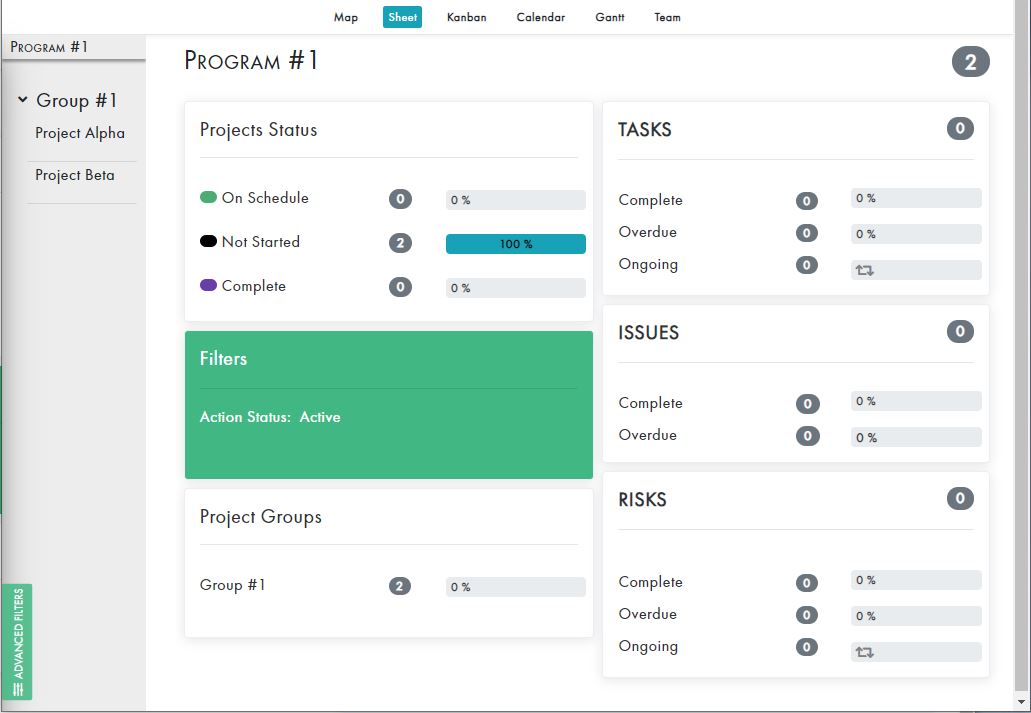 Map Sheet Kanban Calendar Gantt Team
Program #1
Group #1
Project Alpha
Project Beta
ADVANCED FILTERS
Program #1 2
Projects Status
On Schedule 0 0 %
Not Started 2 100 %
Complete 0 0 %
Filters
Action Status: Active
Project Groups
Group #1 2 0 %
TASKS 0
Complete 0 0 %
Overdue 0 0 %
Ongoing 0
ISSUES 0
Complete 0 0 %
Overdue 0 0 %
RISKS 0
Complete 0 0 %
Overdue 0 0 %
Ongoing 0